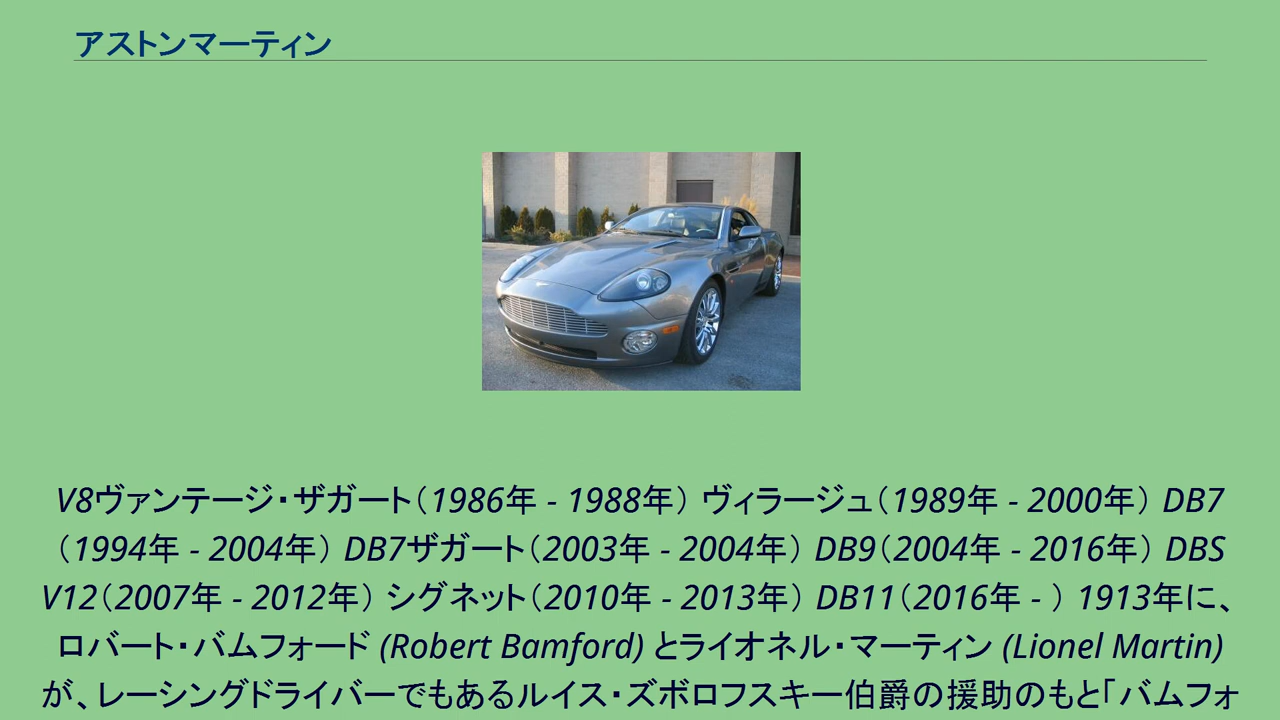 アストンマーティン
V8ヴァンテージ・ザガート（1986年 - 1988年） ヴィラージュ（1989年 - 2000年） DB7
（1994年 - 2004年） DB7ザガート（2003年 - 2004年） DB9（2004年 - 2016年） DBS
V12（2007年 - 2012年） シグネット（2010年 - 2013年） DB11（2016年 - ） 1913年に、
ロバート・バムフォード (Robert Bamford) とライオネル・マーティン (Lionel Martin)
が、レーシングドライバーでもあるルイス・ズボロフスキー伯爵の援助のもと「バムフォ